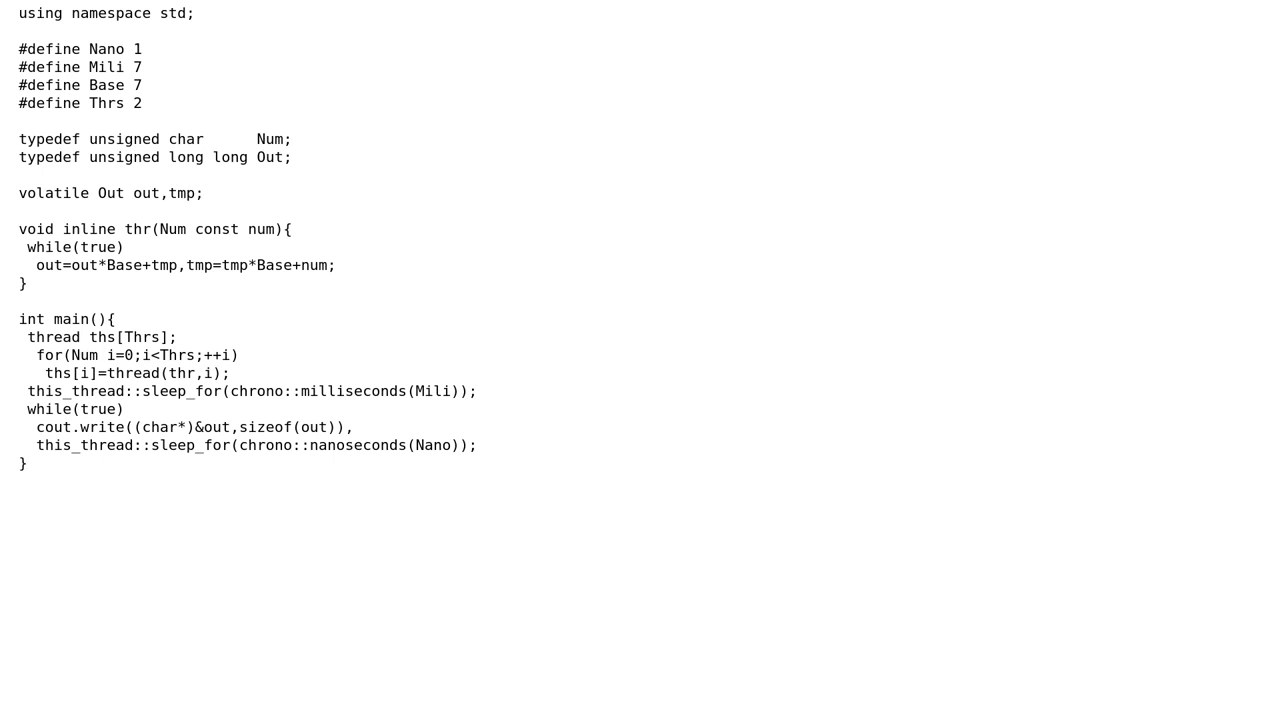 using namespace std;

#define Nano 1
#define Mili 7
#define Base 7
#define Thrs 2

typedef unsigned char      Num;
typedef unsigned long long Out;

volatile Out out,tmp;

void inline thr(Num const num){
 while(true)
  out=out*Base+tmp,tmp=tmp*Base+num;
}

int main(){
 thread ths[Thrs];
  for(Num i=0;i<Thrs;++i)
   ths[i]=thread(thr,i);
 this_thread::sleep_for(chrono::milliseconds(Mili));
 while(true)
  cout.write((char*)&out,sizeof(out)),
  this_thread::sleep_for(chrono::nanoseconds(Nano));
}